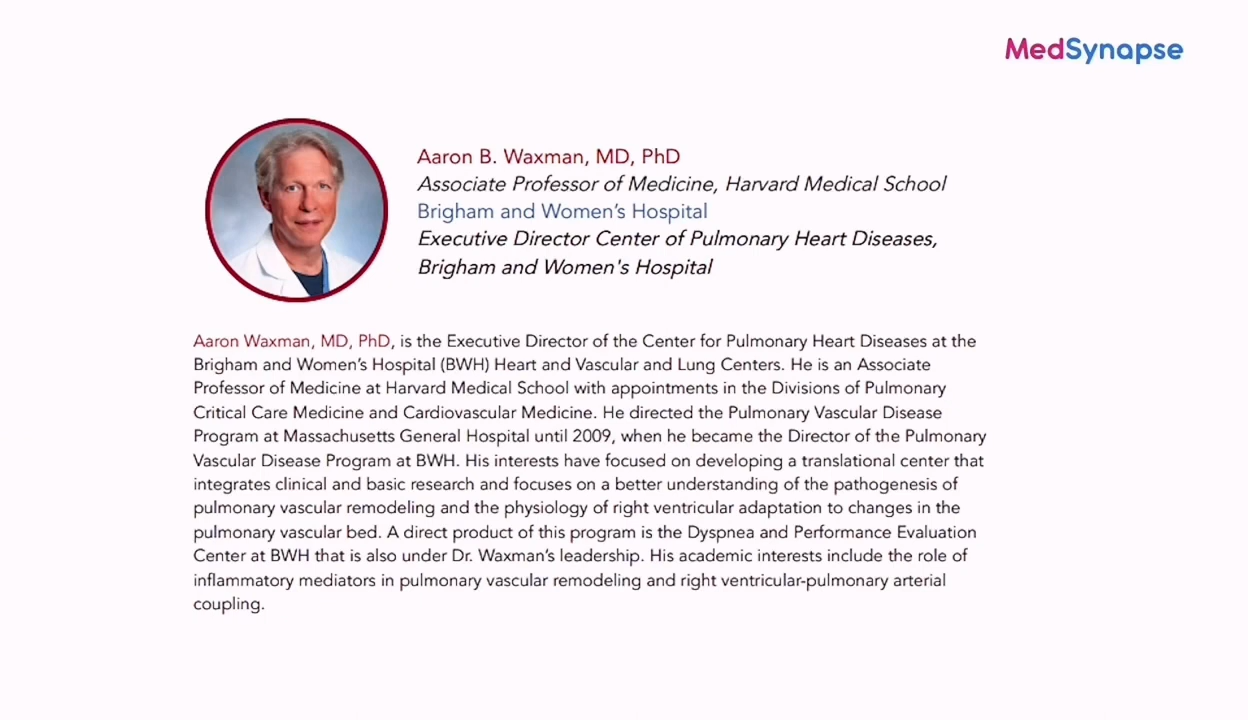 MedSynapse
Aaron B. Waxman, MD, PhD
Associate Professor of Medicine, Harvard Medical School
Brigham and Women’s Hospital
Executive Director Center of Pulmonary Heart Diseases,
Brigham and Women's Hospital
Aaron Waxman, MD, PhD, is the Executive Director of the Center for Pulmonary Heart Diseases at the
Brigham and Women’s Hospital (BWH) Heart and Vascular and Lung Centers. He is an Associate
Professor of Medicine at Harvard Medical School with appointments in the Divisions of Pulmonary
Critical Care Medicine and Cardiovascular Medicine. He directed the Pulmonary Vascular Disease
Program at Massachusetts General Hospital until 2009, when he became the Director of the Pulmonary
Vascular Disease Program at BWH. His interests have focused on developing a translational center that
integrates clinical and basic research and focuses on a better understanding of the pathogenesis of
pulmonary vascular remodeling and the physiology of right ventricular adaptation to changes in the
pulmonary vascular bed. A direct product of this program is the Dyspnea and Performance Evaluation
Center at BWH that is also under Dr. Waxman’s leadership. His academic interests include the role of
inflammatory mediators in pulmonary vascular remodeling and right ventricular-pulmonary arterial
coupling.